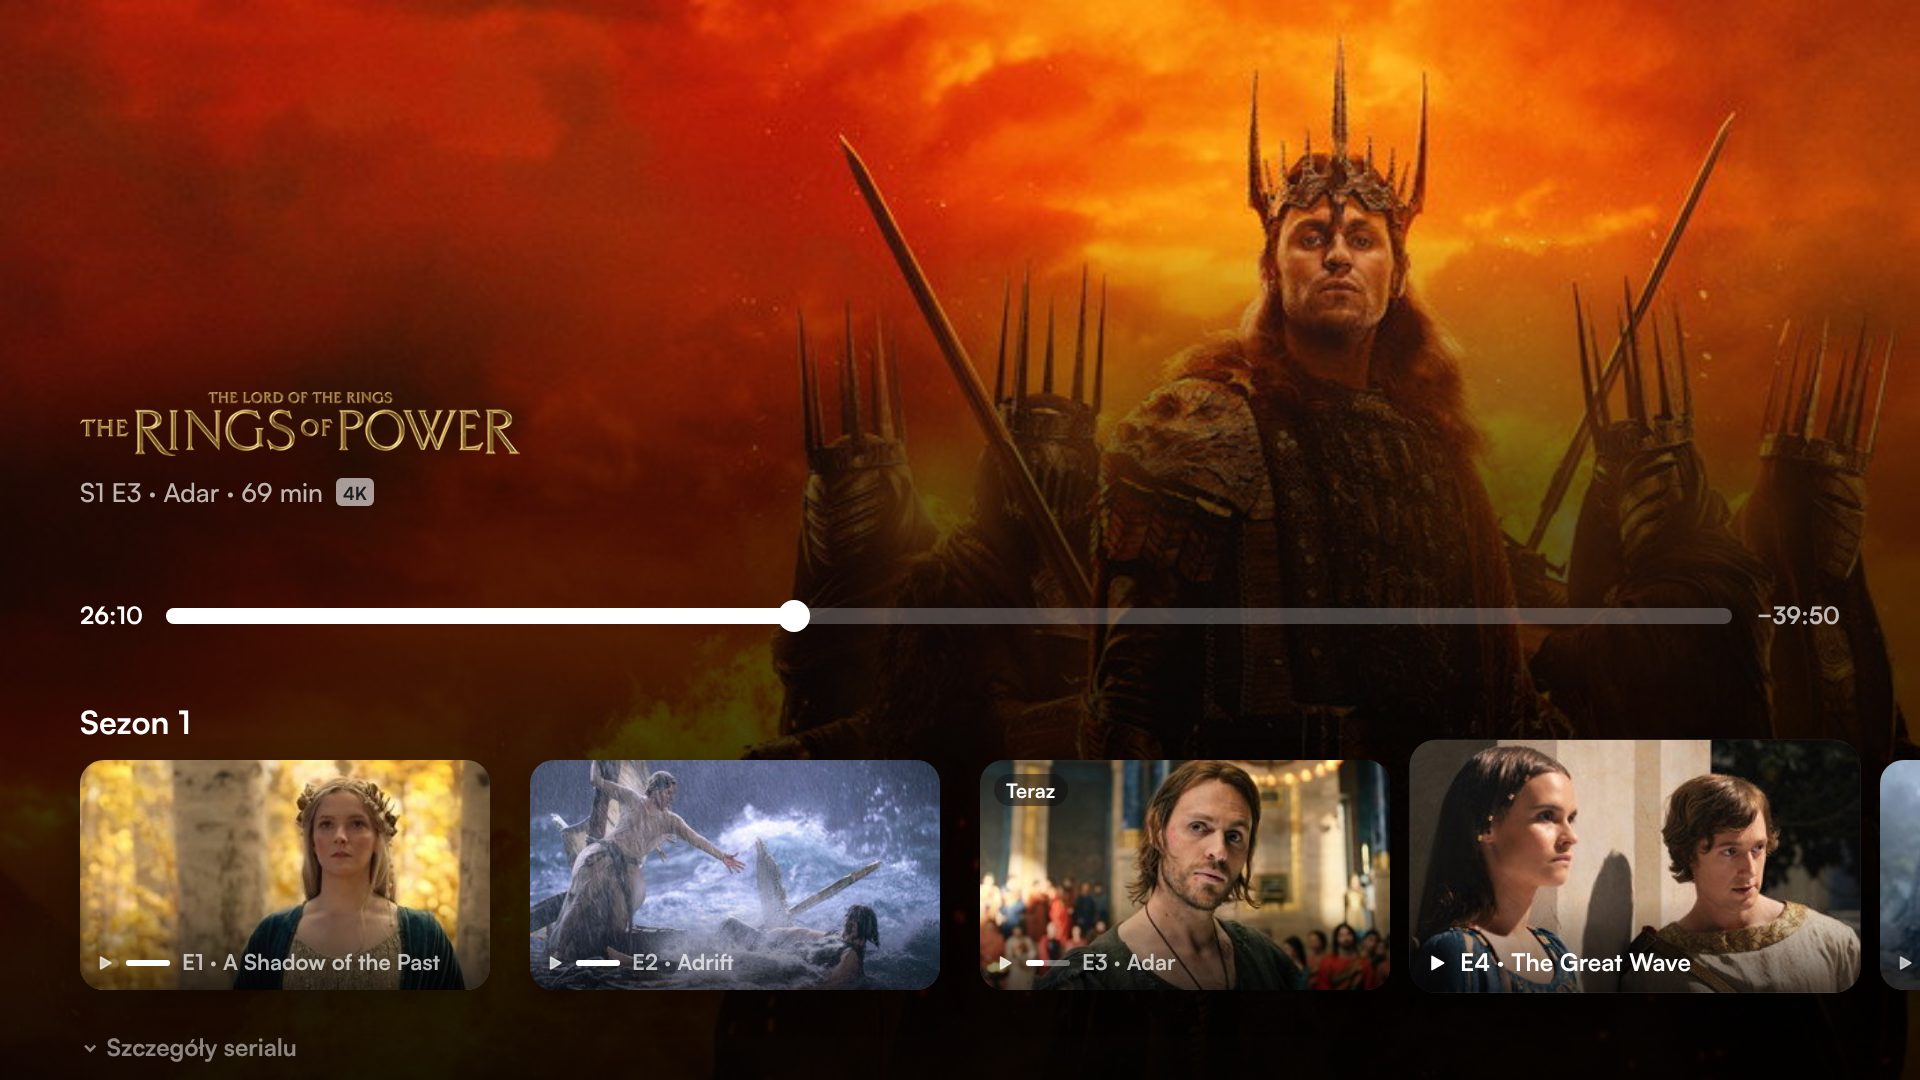 THE LORD OF THE RINGS
THE RINGS OF POWER
S1 E3 • Adar • 69 min 4K
26:10
-39:50
Sezon 1
E1 • A Shadow of the Past
E2 • Adrift
Teraz
E3 • Adar
E4 • The Great Wave
Szczegóły serialu